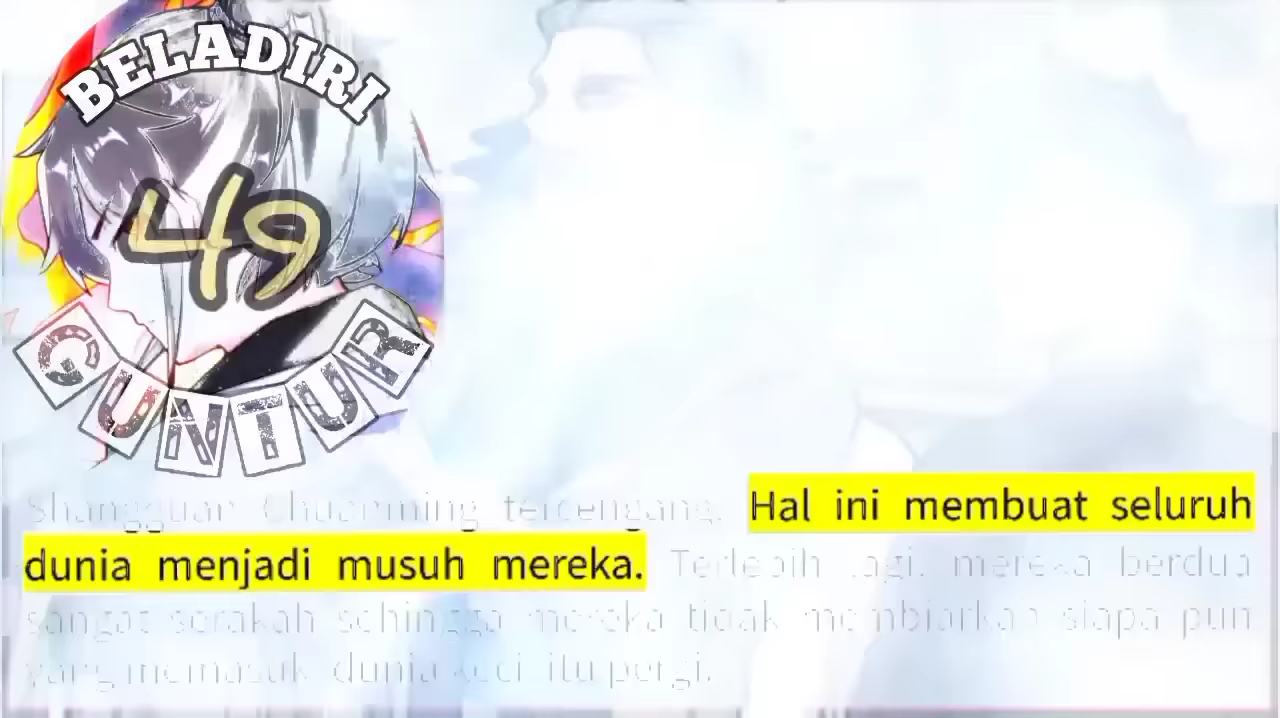 BELADIRI
49
GUNTUR
Shangguan Chuanming tercengang. Hal ini membuat seluruh
dunia menjadi musuh mereka. Terlebih lagi, mereka berdua
sangat serakah sehingga mereka tidak membiarkan siapa pun
yang memasuki dunia kecil itu pergi.